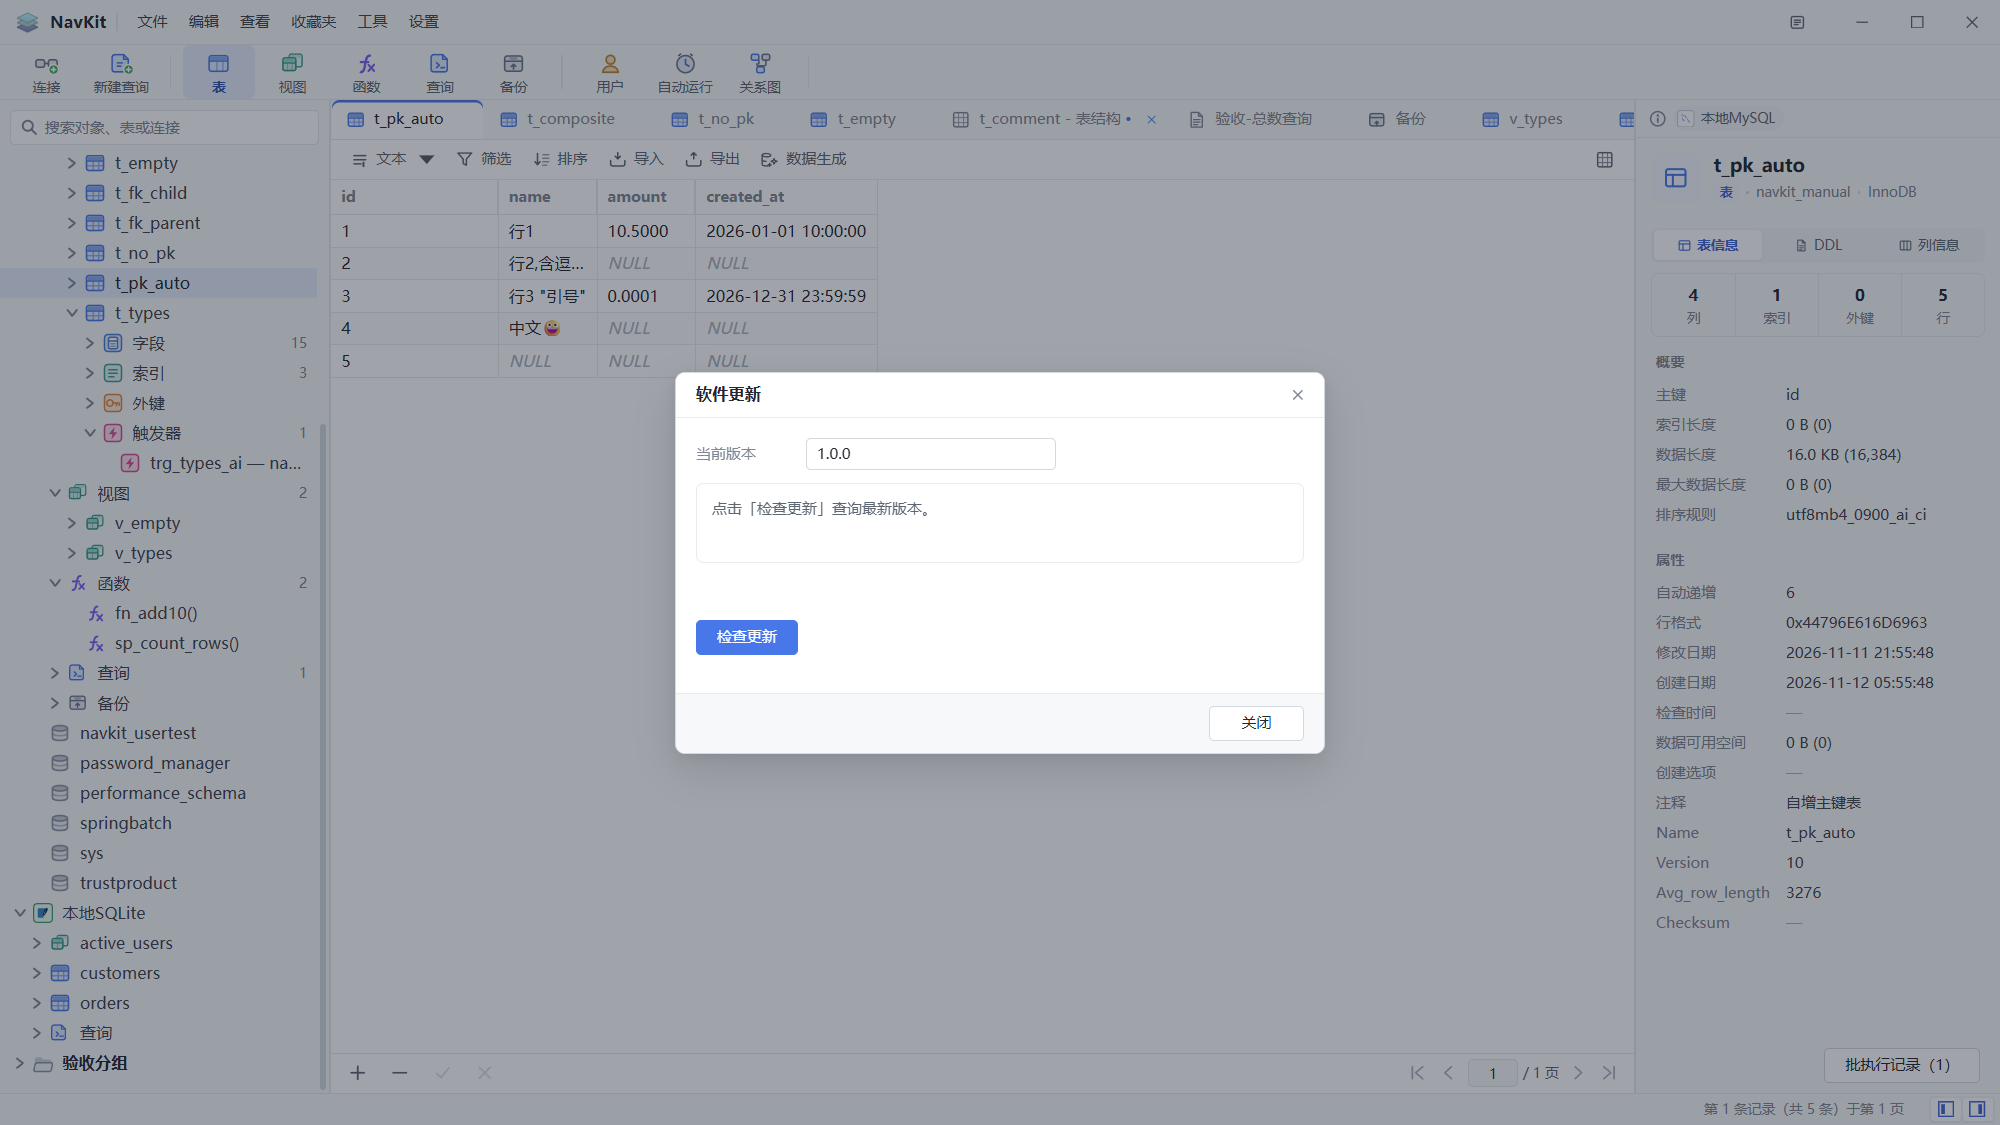 NavKit 文件 编辑 查看 收藏夹 工具 设置
连接 新建查询 表 视图 函数 查询 备份 用户 自动运行 关系图
搜索对象、表或连接
t_empty
t_fk_child
t_fk_parent
t_no_pk
t_pk_auto
t_types
字段 15
索引 3
外键
触发器 1
trg_types_ai — na...
视图 2
v_empty
v_types
函数 2
fn_add10()
sp_count_rows()
查询 1
备份
navkit_usertest
password_manager
performance_schema
springbatch
sys
trustproduct
本地SQLite
active_users
customers
orders
查询
验收分组
t_pk_auto t_composite t_no_pk t_empty t_comment - 表结构 • 验收-总数查询 备份 v_types
文本 筛选 排序 导入 导出 数据生成
id name amount created_at
1 行1 10.5000 2026-01-01 10:00:00
2 行2,含逗... NULL NULL
3 行3 "引号" 0.0001 2026-12-31 23:59:59
4 中文😀 NULL NULL
5 NULL NULL NULL
软件更新
当前版本 1.0.0
点击「检查更新」查询最新版本。
检查更新
关闭
1 / 1 页
本地MySQL
t_pk_auto
表 · navkit_manual · InnoDB
表信息 DDL 列信息
4 1 0 5
列 索引 外键 行
概要
主键 id
索引长度 0 B (0)
数据长度 16.0 KB (16,384)
最大数据长度 0 B (0)
排序规则 utf8mb4_0900_ai_ci
属性
自动递增 6
行格式 0x44796E616D6963
修改日期 2026-11-11 21:55:48
创建日期 2026-11-12 05:55:48
检查时间 —
数据可用空间 0 B (0)
创建选项 —
注释 自增主键表
Name t_pk_auto
Version 10
Avg_row_length 3276
Checksum —
批执行记录 (1)
第 1 条记录 (共 5 条) 于第 1 页